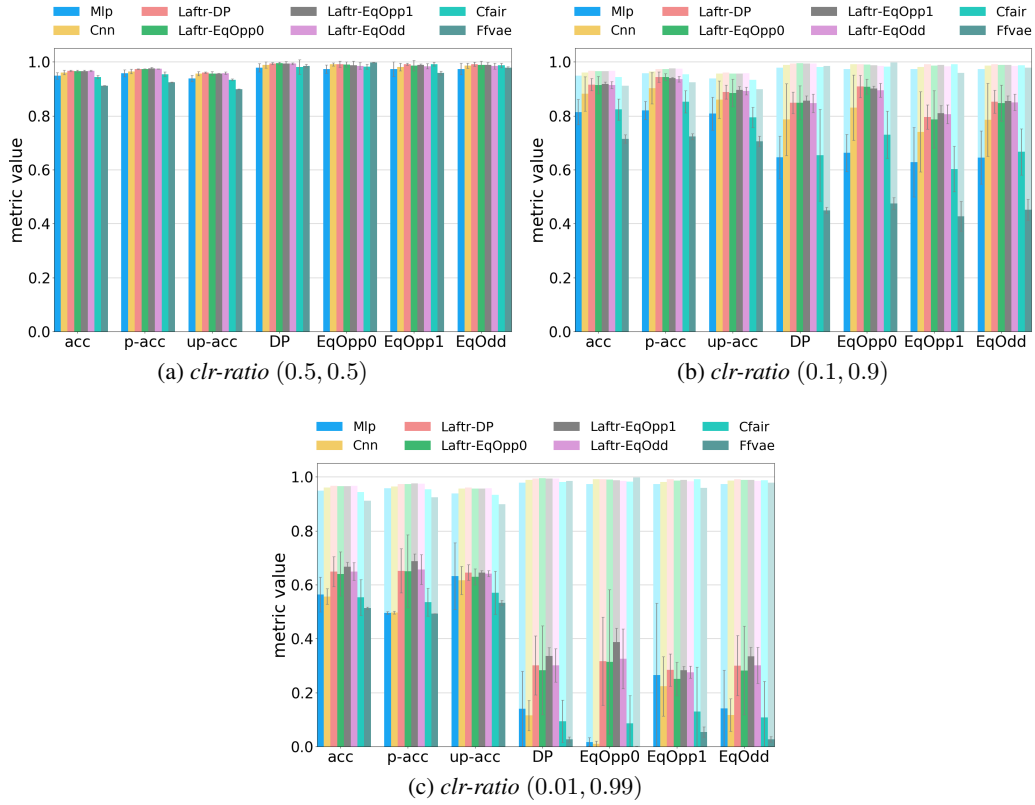 Mlp Laftr-DP Laftr-EqOpp1 Cfair
Cnn Laftr-EqOpp0 Laftr-EqOdd Ffvae
metric value
1.0
0.8
0.6
0.4
0.2
0.0
acc p-acc up-acc DP EqOpp0 EqOpp1 EqOdd
(a) clr-ratio (0.5, 0.5)
Mlp Laftr-DP Laftr-EqOpp1 Cfair
Cnn Laftr-EqOpp0 Laftr-EqOdd Ffvae
metric value
1.0
0.8
0.6
0.4
0.2
0.0
acc p-acc up-acc DP EqOpp0 EqOpp1 EqOdd
(b) clr-ratio (0.1, 0.9)
Mlp Laftr-DP Laftr-EqOpp1 Cfair
Cnn Laftr-EqOpp0 Laftr-EqOdd Ffvae
metric value
1.0
0.8
0.6
0.4
0.2
0.0
acc p-acc up-acc DP EqOpp0 EqOpp1 EqOdd
(c) clr-ratio (0.01, 0.99)